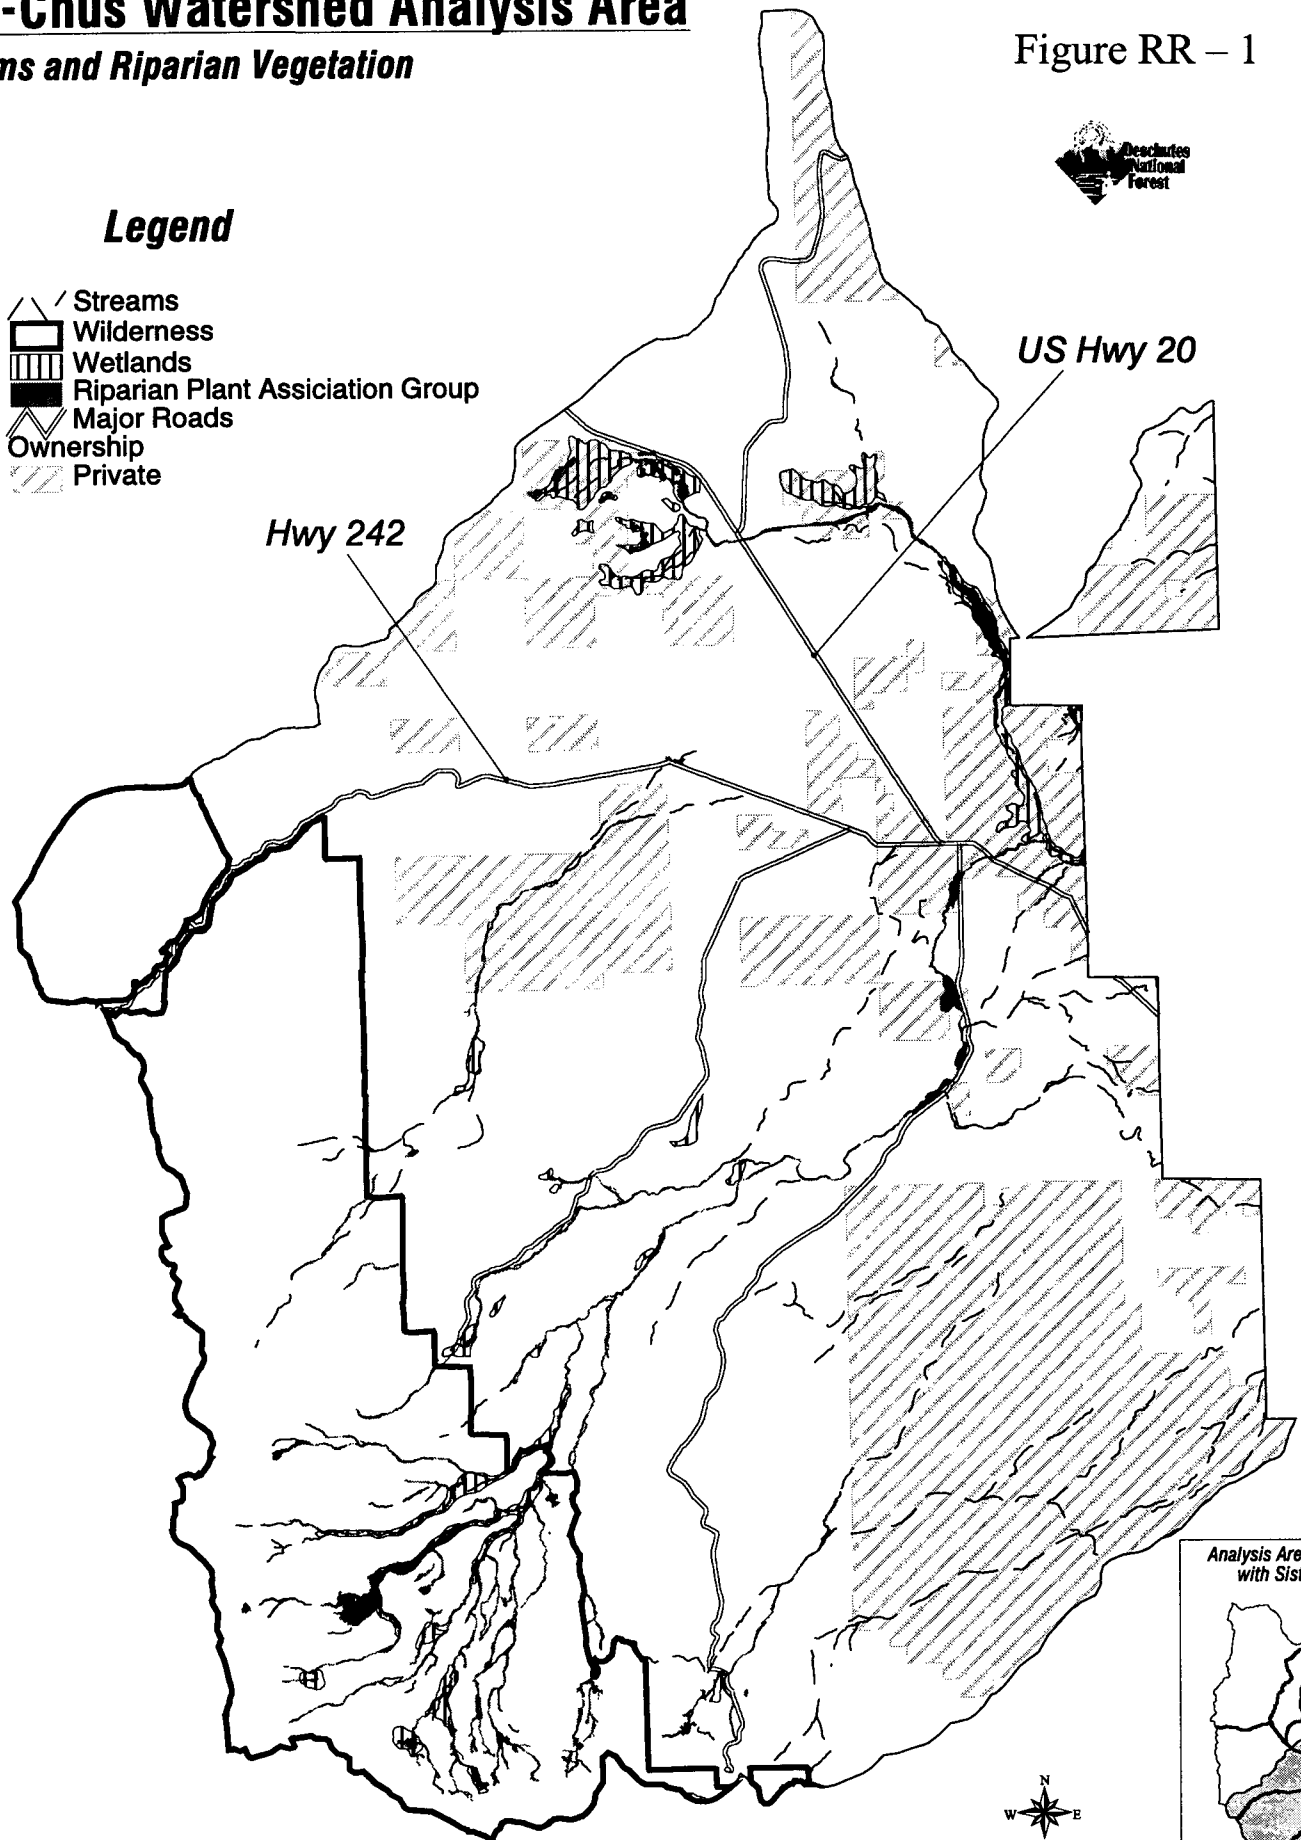 -Chus Watershed Analysis Area
ms and Riparian Vegetation
Figure RR – 1
Deschutes
National
Forest
Legend
Streams
Wilderness
Wetlands
Riparian Plant Assiciation Group
Major Roads
Ownership
Private
US Hwy 20
Hwy 242
Analysis Are
with Sist
N
W E